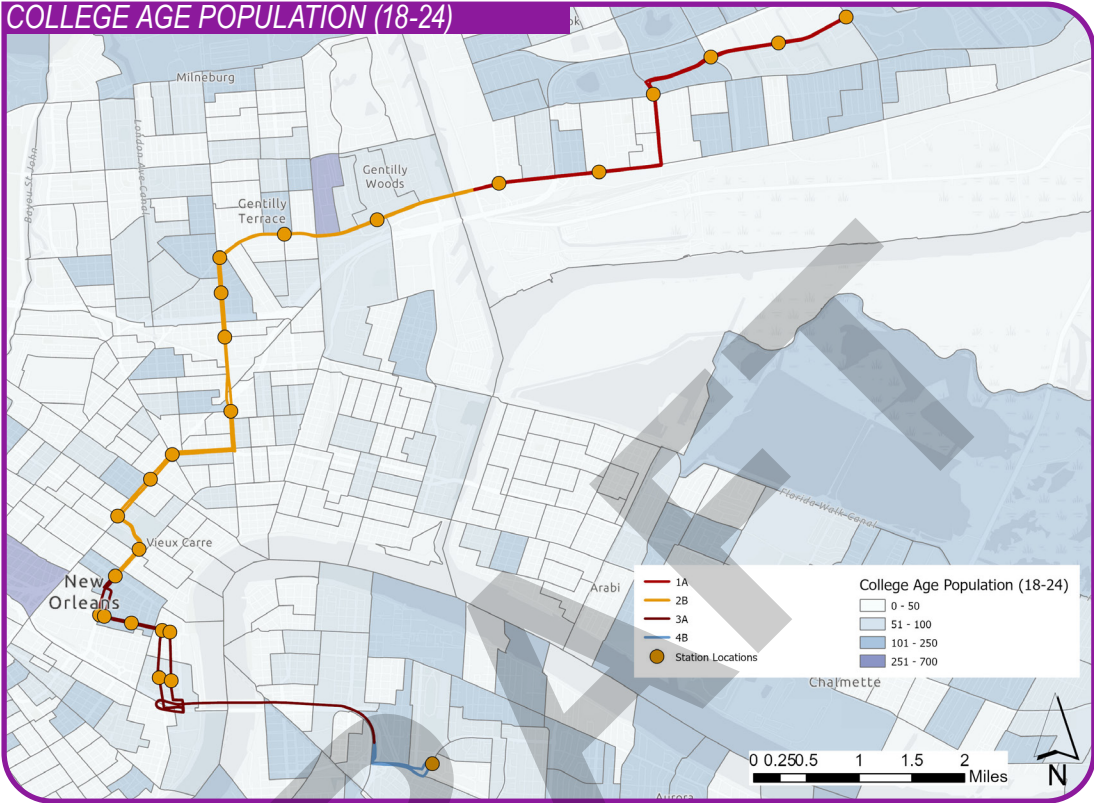 COLLEGE AGE POPULATION (18-24)
ok
Milneburg
London Ave Canal
Bayou St John
Gentilly
Woods
Gentilly
Terrace
Florida Walk Canal
Vieux Carre
New
Orleans
Arabi
1A
2B
3A
4B
Station Locations
College Age Population (18-24)
0 - 50
51 - 100
101 - 250
251 - 700
Chalmette
0 0.25 0.5 1 1.5 2
Miles
N
Aurora
DRAFT